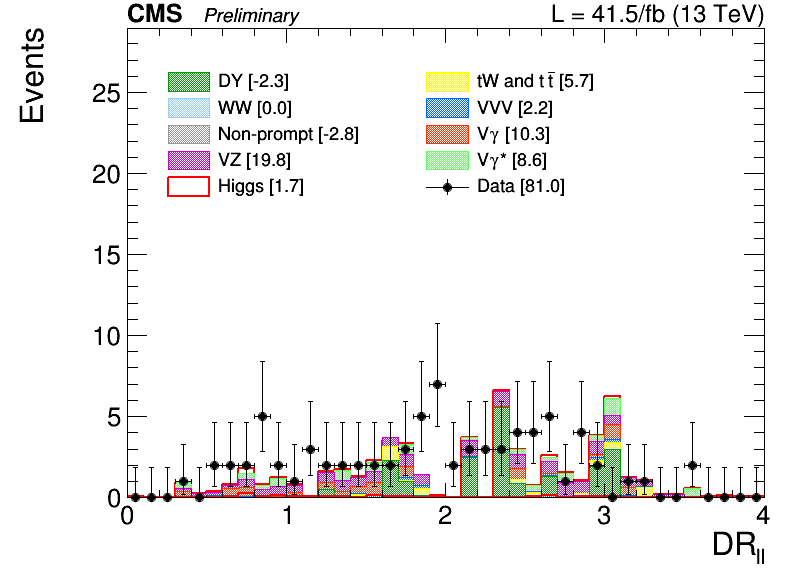 CMS Preliminary L = 41.5/fb (13 TeV)
Events
DY [-2.3]
WW [0.0]
Non-prompt [-2.8]
VZ [19.8]
Higgs [1.7]
tW and tt̅ [5.7]
VVV [2.2]
Vγ [10.3]
Vγ* [8.6]
Data [81.0]
25
20
15
10
5
0
0 1 2 3 4
DR_ll